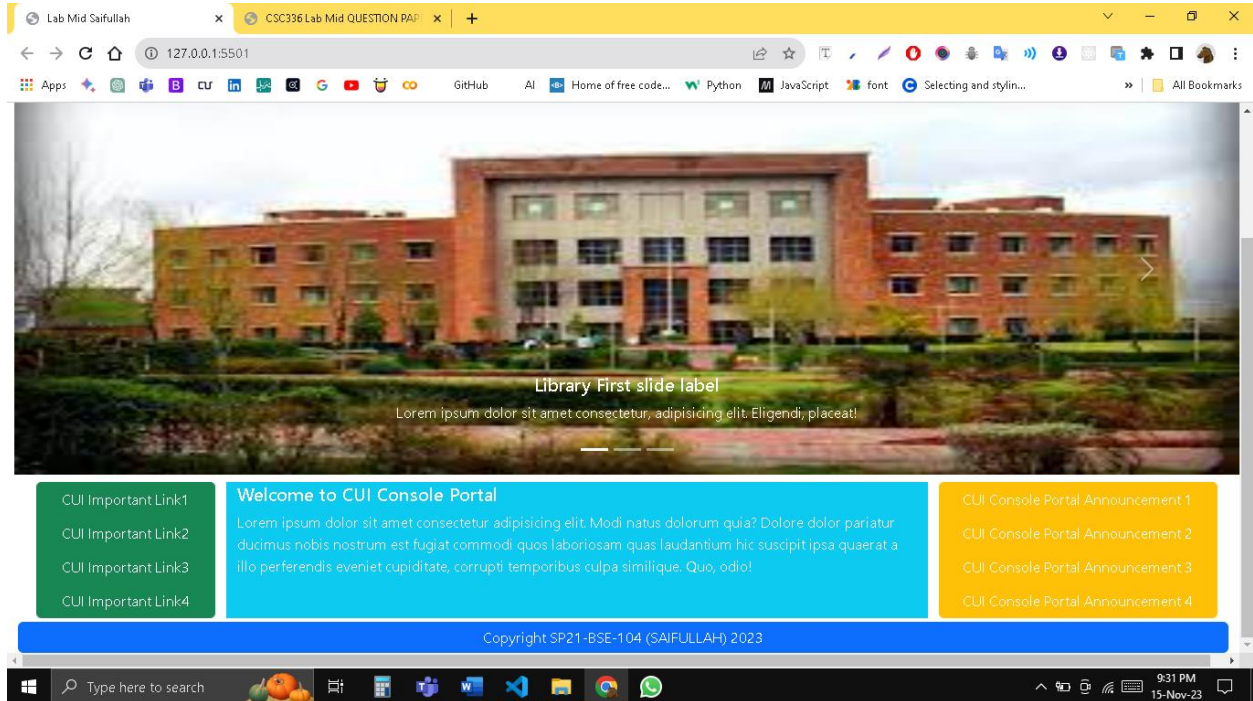 Lab Mid Saifullah
CSC336 Lab Mid QUESTION PAP
127.0.0.1:5501
Apps
GitHub
AI
Home of free code...
Python
JavaScript
font
Selecting and stylin...
All Bookmarks
Library First slide label
Lorem ipsum dolor sit amet consectetur, adipisicing elit. Eligendi, placeat!
CUI Important Link1
CUI Important Link2
CUI Important Link3
CUI Important Link4
Welcome to CUI Console Portal
Lorem ipsum dolor sit amet consectetur adipisicing elit. Modi natus dolorum quia? Dolore dolor pariatur
ducimus nobis nostrum est fugiat commodi quos laboriosam quas laudantium hic suscipit ipsa quaerat a
illo perferendis eveniet cupiditate, corrupti temporibus culpa similique. Quo, odio!
CUI Console Portal Announcement 1
CUI Console Portal Announcement 2
CUI Console Portal Announcement 3
CUI Console Portal Announcement 4
Copyright SP21-BSE-104 (SAIFULLAH) 2023
Type here to search
9:31 PM
15-Nov-23